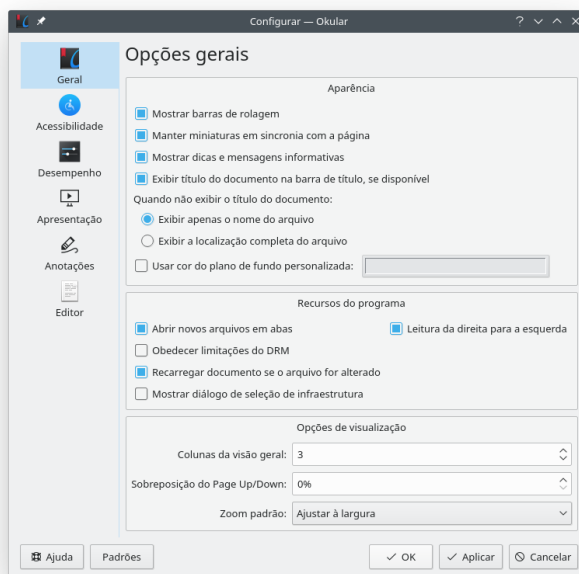 Configurar — Okular
Geral
Acessibilidade
Desempenho
Apresentação
Anotações
Editor
Opções gerais
Aparência
Mostrar barras de rolagem
Manter miniaturas em sincronia com a página
Mostrar dicas e mensagens informativas
Exibir título do documento na barra de título, se disponível
Quando não exibir o título do documento:
Exibir apenas o nome do arquivo
Exibir a localização completa do arquivo
Usar cor do plano de fundo personalizada:
Recursos do programa
Abrir novos arquivos em abas
Leitura da direita para a esquerda
Obedecer limitações do DRM
Recarregar documento se o arquivo for alterado
Mostrar diálogo de seleção de infraestrutura
Opções de visualização
Colunas da visão geral: 3
Sobreposição do Page Up/Down: 0%
Zoom padrão: Ajustar à largura
Ajuda
Padrões
OK
Aplicar
Cancelar